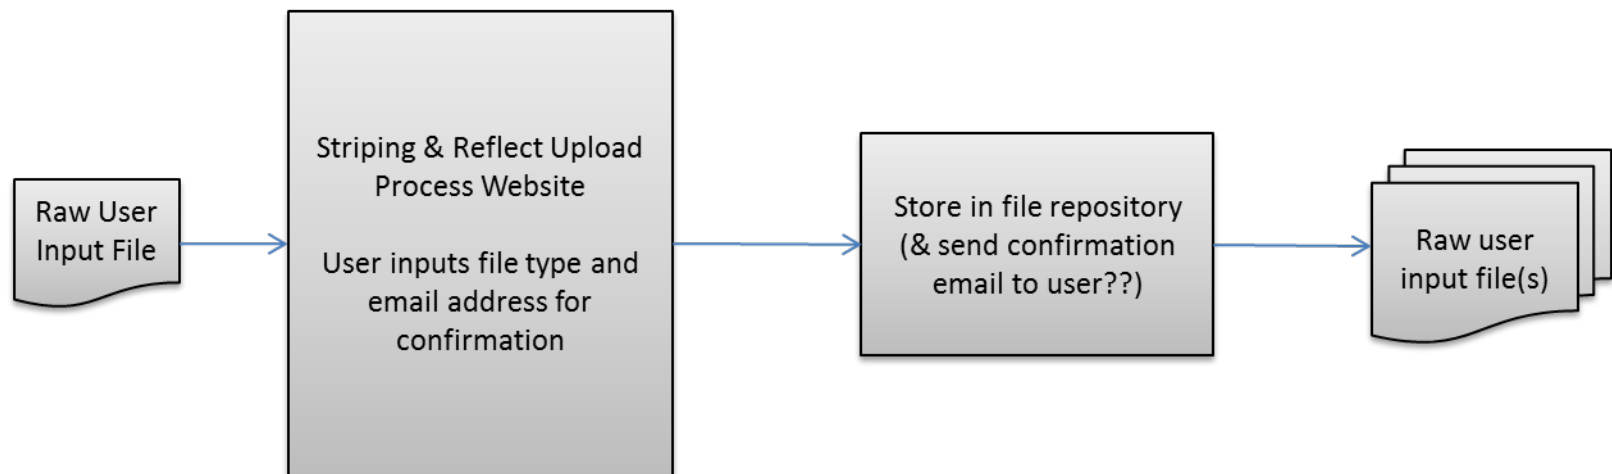 Raw User
Input File
Striping & Reflect Upload
Process Website
User inputs file type and
email address for
confirmation
Store in file repository
(& send confirmation
email to user??)
Raw user
input file(s)